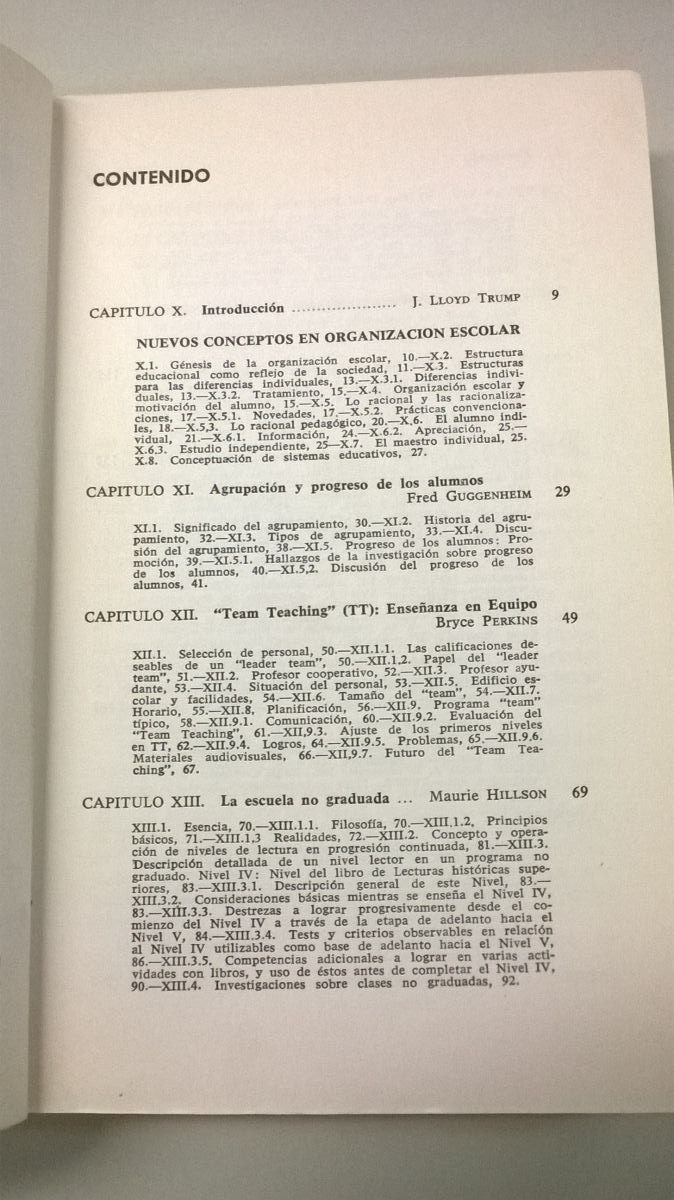 CONTENIDO
CAPITULO X. Introducción ..................... J. LLOYD TRUMP 9
NUEVOS CONCEPTOS EN ORGANIZACION ESCOLAR
X.1. Génesis de la organización escolar, 10.—X.2. Estructura
educacional como reflejo de la sociedad, 11.—X.3. Estructuras
para las diferencias individuales, 13.—X.3.1. Diferencias indivi-
duales, 13.—X.3.2. Tratamiento, 15.—X.4. Organización escolar y
motivación del alumno, 15.—X.5. Lo racional y las racionaliza-
ciones, 17.—X.5.1. Novedades, 17.—X.5.2. Prácticas convenciona-
les, 18.—X.5,3. Lo racional pedagógico, 20.—X.6. El alumno indi-
vidual, 21.—X.6.1. Información, 24.—X.6.2. Apreciación, 25.—
X.6.3. Estudio independiente, 25—X.7. El maestro individual, 25.
X.8. Conceptuación de sistemas educativos, 27.
CAPITULO XI. Agrupación y progreso de los alumnos
Fred GUGGENHEIM 29
XI.1. Significado del agrupamiento, 30.—XI.2. Historia del agru-
pamiento, 32.—XI.3. Tipos de agrupamiento, 33.—XI.4. Discu-
sión del agrupamiento, 38.—XI.5. Progreso de los alumnos: Pro-
moción, 39.—XI.5.1. Hallazgos de la investigación sobre progreso
de los alumnos, 40.—XI.5,2. Discusión del progreso de los
alumnos, 41.
CAPITULO XII. "Team Teaching" (TT): Enseñanza en Equipo
Bryce PERKINS 49
XII.1. Selección de personal, 50.—XII.1.1. Las calificaciones de-
seables de un "leader team", 50.—XII.1.2. Papel del "leader
team", 51.—XII.2. Profesor cooperativo, 52.—XII.3. Profesor ayu-
dante, 53.—XII.4. Situación del personal, 53.—XII.5. Edificio es-
colar y facilidades, 54.—XII.6. Tamaño del "team", 54.—XII.7.
Horario, 55.—XII.8, Planificación, 56.—XII.9. Programa "team"
típico, 58.—XII.9.1. Comunicación, 60.—XII.9.2. Evaluación del
"Team Teaching", 61.—XII,9.3. Ajuste de los primeros niveles
en TT, 62.—XII.9.4. Logros, 64.—XII.9.5. Problemas, 65.—XII.9.6.
Materiales audiovisuales, 66.—XII,9.7. Futuro del "Team Tea-
ching", 67.
CAPITULO XIII. La escuela no graduada ... Maurie HILLSON 69
XIII.1. Esencia, 70.—XIII.1.1. Filosofía, 70.—XIII.1.2, Principios
básicos, 71.—XIII.1.3 Realidades, 72.—XIII.2. Concepto y opera-
ción de niveles de lectura en progresión continuada, 81.—XIII.3.
Descripción detallada de un nivel lector en un programa no
graduado. Nivel IV: Nivel del libro de Lecturas históricas supe-
riores, 83.—XIII.3.1. Descripción general de este Nivel, 83.—
XIII.3.2. Consideraciones básicas mientras se enseña el Nivel IV,
83.—XIII.3.3. Destrezas a lograr progresivamente desde el co-
mienzo del Nivel IV a través de la etapa de adelanto hacia el
Nivel V, 84.—XIII.3.4. Tests y criterios observables en relación
al Nivel IV utilizables como base de adelanto hacia el Nivel V,
86.—XIII.3.5. Competencias adicionales a lograr en varias acti-
vidades con libros, y uso de éstos antes de completar el Nivel IV,
90.—XIII.4. Investigaciones sobre clases no graduadas, 92.